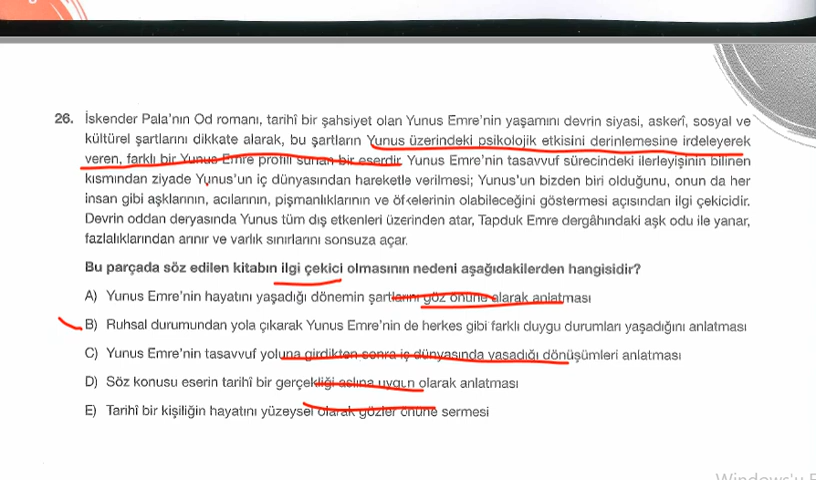 26. İskender Pala'nın Od romanı, tarihî bir şahsiyet olan Yunus Emre'nin yaşamını devrin siyasi, askerî, sosyal ve
kültürel şartlarını dikkate alarak, bu şartların Yunus üzerindeki psikolojik etkisini derinlemesine irdeleyerek
veren, farklı bir Yunus Emre profili sunan bir eserdir. Yunus Emre'nin tasavvuf sürecindeki ilerleyişinin bilinen
kısmından ziyade Yunus'un iç dünyasından hareketle verilmesi; Yunus'un bizden biri olduğunu, onun da her
insan gibi aşklarının, acılarının, pişmanlıklarının ve öfkelerinin olabileceğini göstermesi açısından ilgi çekicidir.
Devrin oddan deryasında Yunus tüm dış etkenleri üzerinden atar, Tapduk Emre dergâhındaki aşk odu ile yanar,
fazlalıklarından arınır ve varlık sınırlarını sonsuza açar.
Bu parçada söz edilen kitabın ilgi çekici olmasının nedeni aşağıdakilerden hangisidir?
A) Yunus Emre'nin hayatını yaşadığı dönemin şartlarını göz önüne alarak anlatması
B) Ruhsal durumundan yola çıkarak Yunus Emre'nin de herkes gibi farklı duygu durumları yaşadığını anlatması
C) Yunus Emre'nin tasavvuf yoluna girdikten sonra iç dünyasında yaşadığı dönüşümleri anlatması
D) Söz konusu eserin tarihî bir gerçekliği aslına uygun olarak anlatması
E) Tarihî bir kişiliğin hayatını yüzeysel olarak gözler önüne sermesi
Windows'u